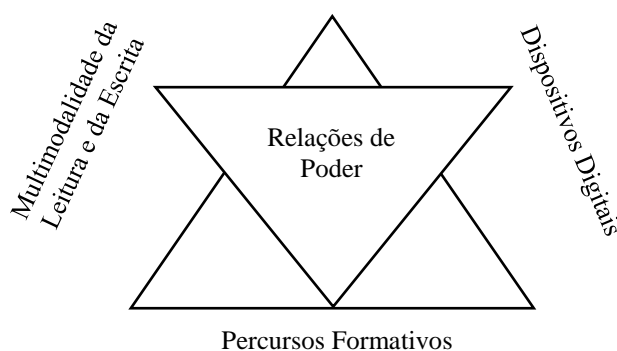 Multimodalidade da
Leitura e da Escrita
Dispositivos Digitais
Relações de
Poder
Percursos Formativos